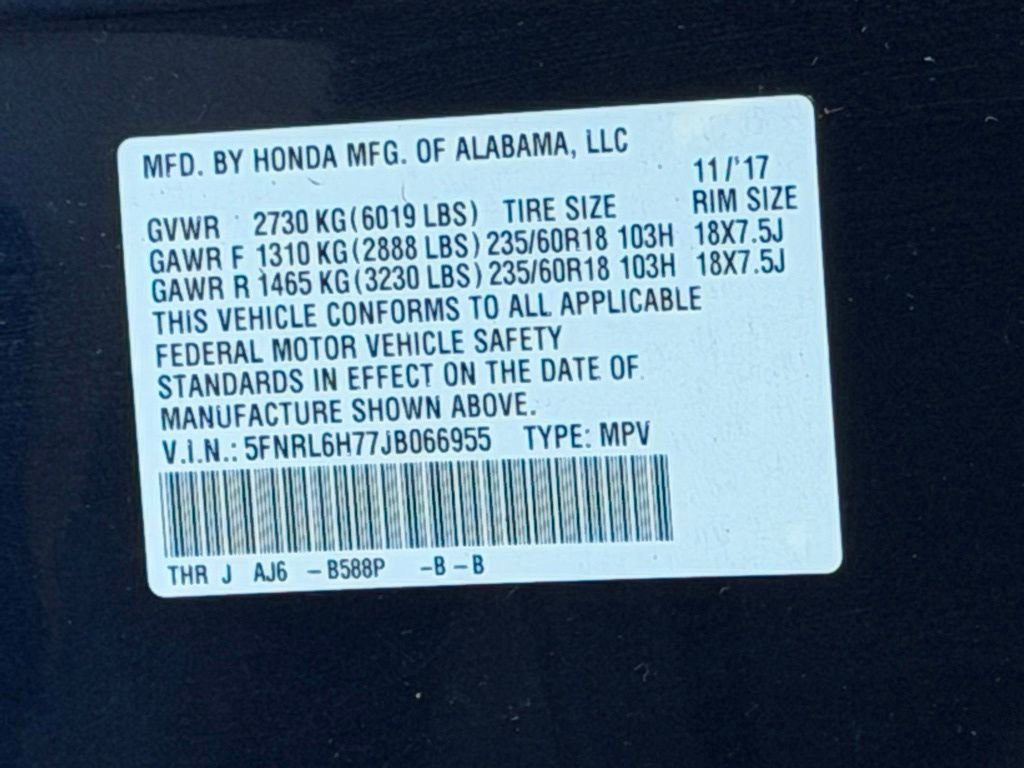 MFD. BY HONDA MFG. OF ALABAMA, LLC
11/'17
GVWR 2730 KG(6019 LBS) TIRE SIZE RIM SIZE
GAWR F 1310 KG(2888 LBS) 235/60R18 103H 18X7.5J
GAWR R 1465 KG(3230 LBS) 235/60R18 103H 18X7.5J
THIS VEHICLE CONFORMS TO ALL APPLICABLE
FEDERAL MOTOR VEHICLE SAFETY
STANDARDS IN EFFECT ON THE DATE OF
MANUFACTURE SHOWN ABOVE.
V.I.N.: 5FNRL6H77JB066955 TYPE: MPV
THR J AJ6 -B588P -B-B